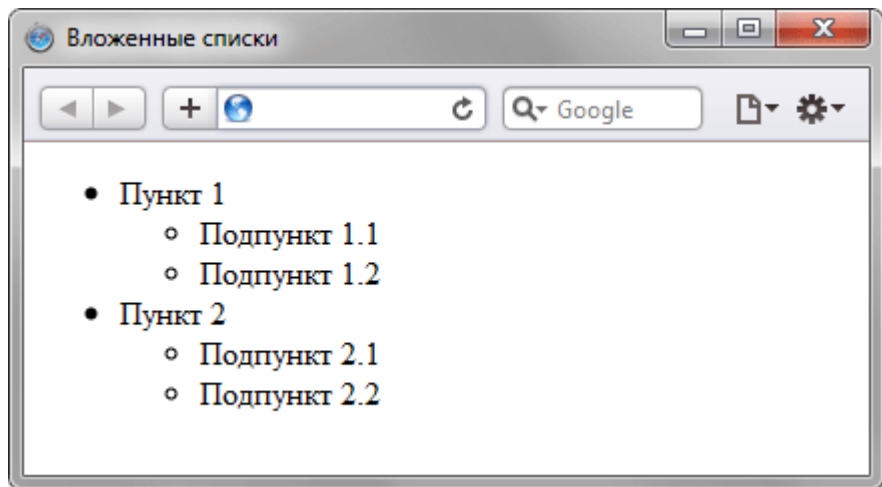 Вложенные списки
Google
Пункт 1
Подпункт 1.1
Подпункт 1.2
Пункт 2
Подпункт 2.1
Подпункт 2.2